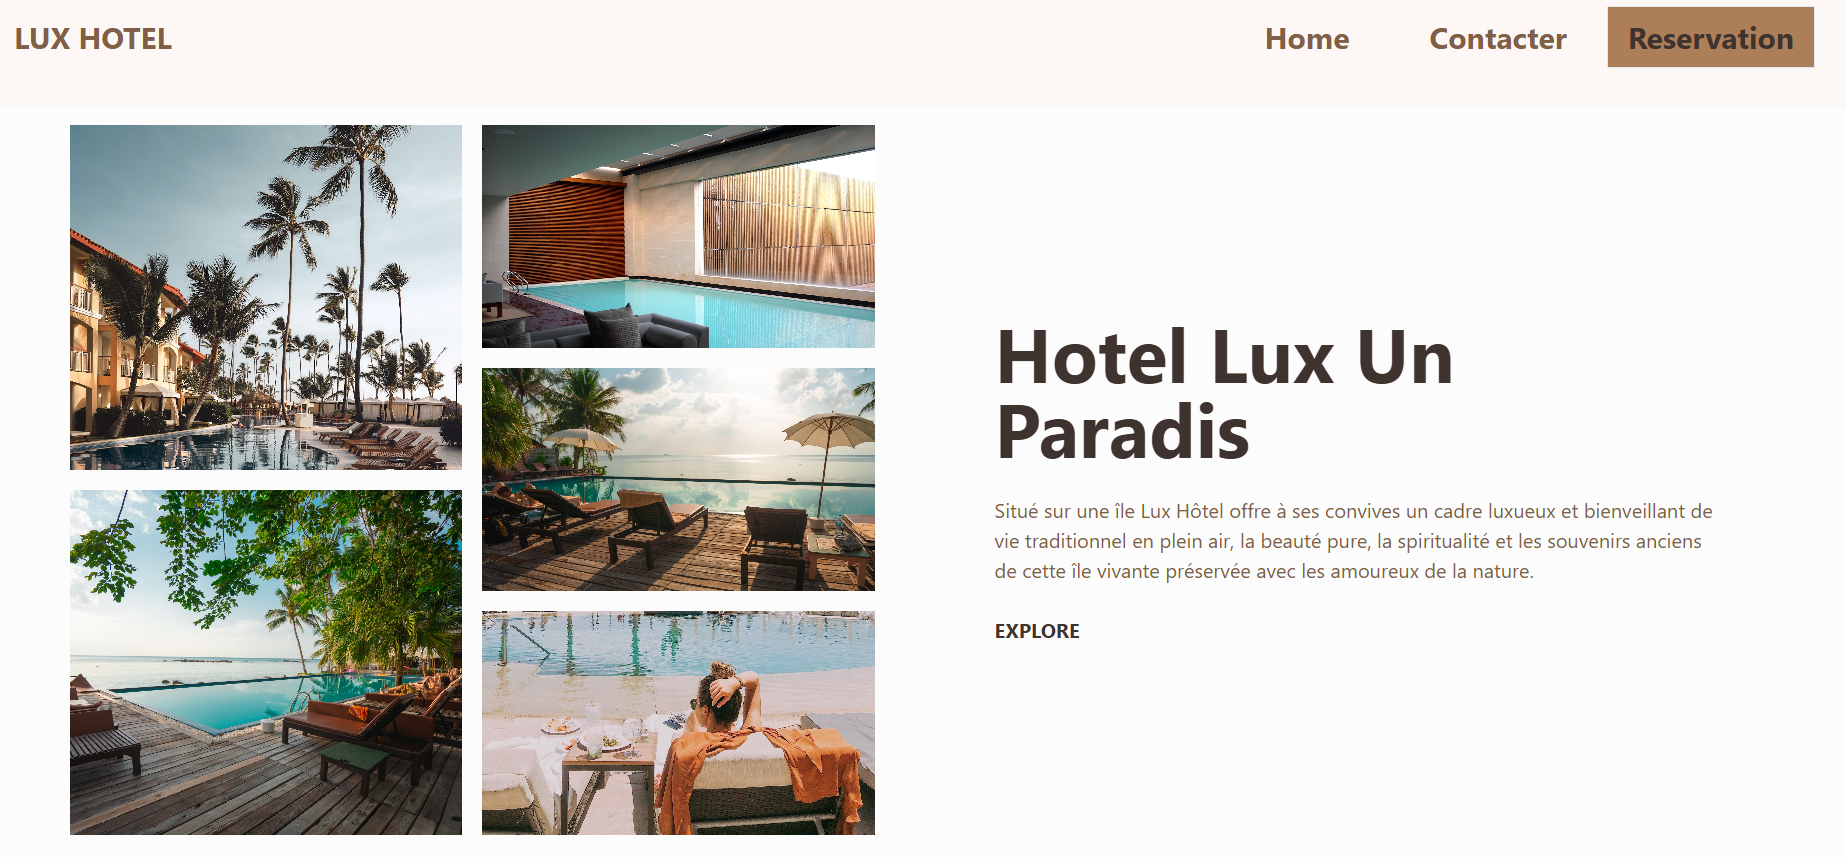 LUX HOTEL
Home
Contacter
Reservation
Hotel Lux Un
Paradis
Situé sur une île Lux Hôtel offre à ses convives un cadre luxueux et bienveillant de
vie traditionnel en plein air, la beauté pure, la spiritualité et les souvenirs anciens
de cette île vivante préservée avec les amoureux de la nature.
EXPLORE